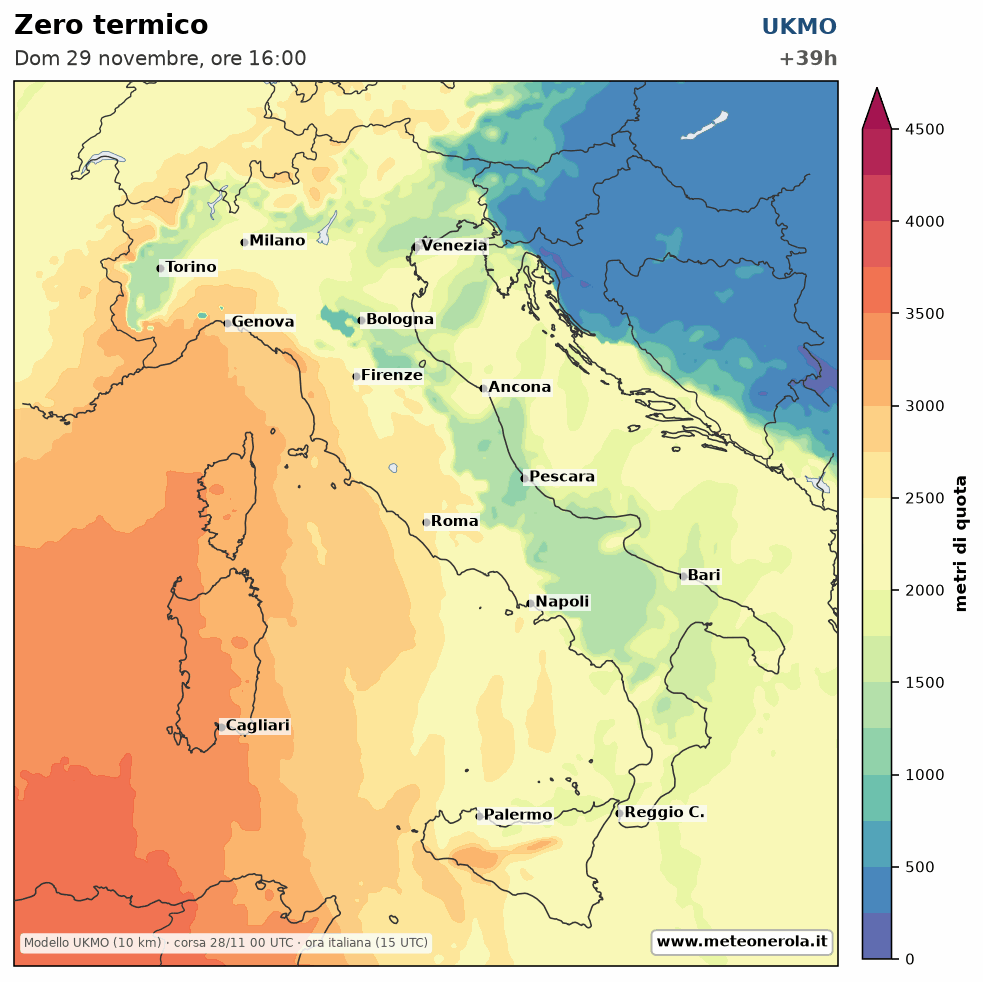 Zero termico
UKMO
Dom 29 novembre, ore 16:00
+39h
Milano
Venezia
Torino
Genova
Bologna
Firenze
Ancona
Pescara
Roma
Bari
Napoli
Cagliari
Palermo
Reggio C.
4500
4000
3500
3000
2500
2000
1500
1000
500
0
metri di quota
Modello UKMO (10 km) · corsa 28/11 00 UTC · ora italiana (15 UTC)
www.meteonerola.it